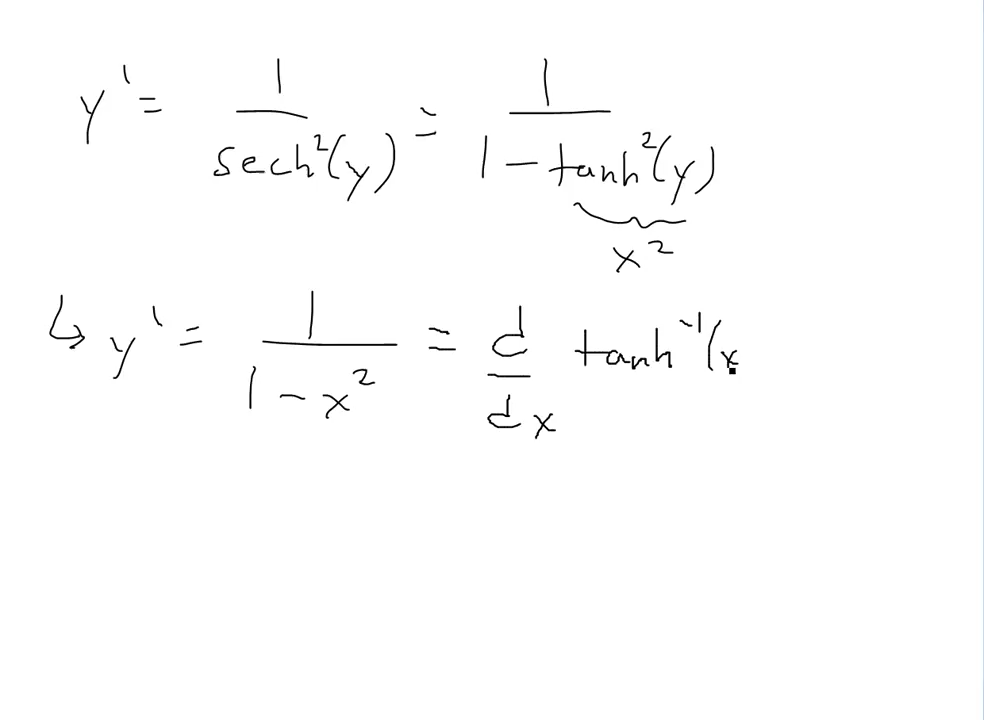 y' = 1/sech²(y) = 1/(1 - tanh²(y))
x²
↳ y' = 1/(1 - x²) = d/dx tanh⁻¹(x